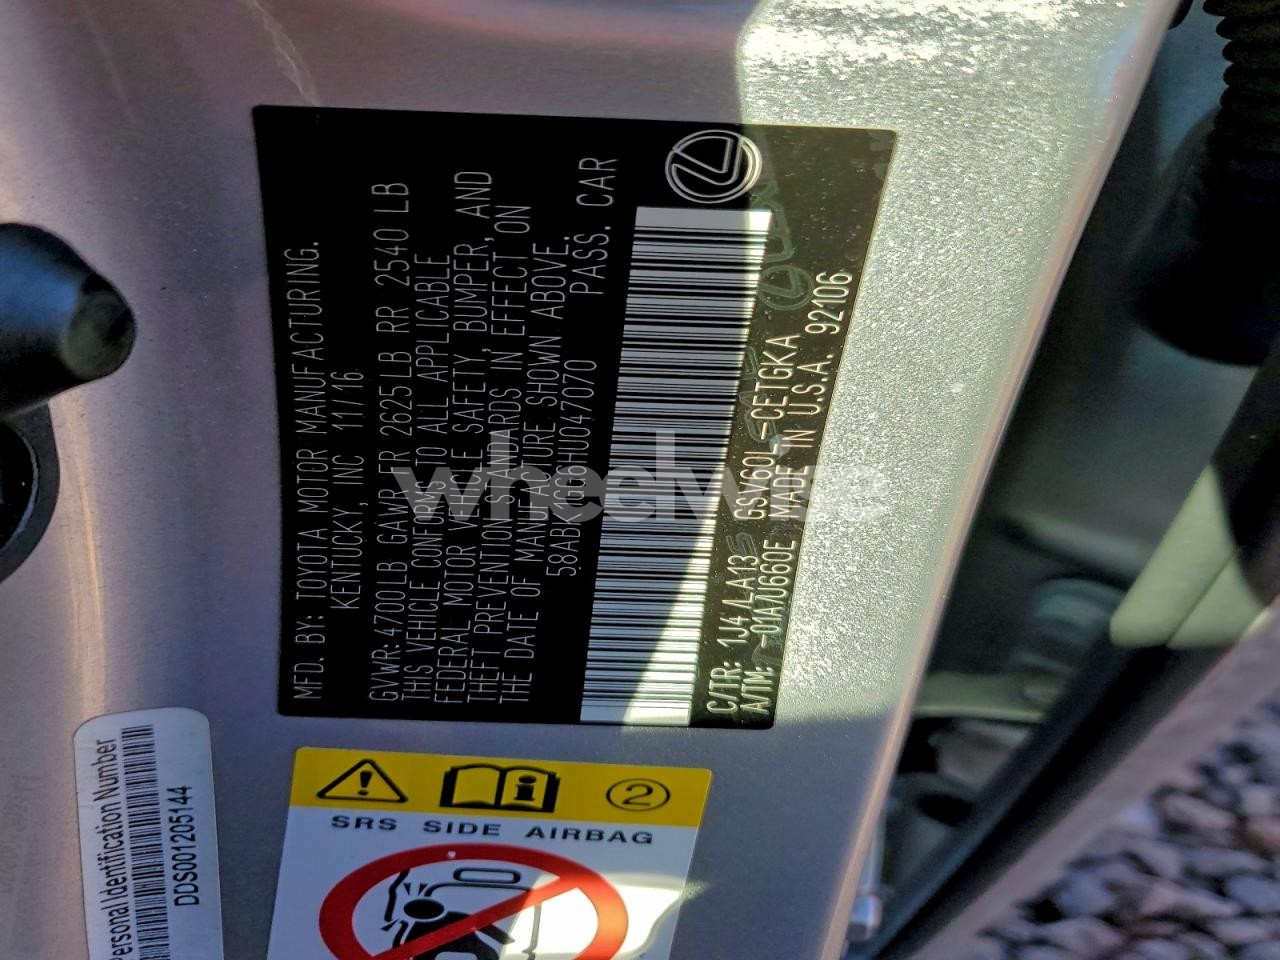 MFD. BY: TOYOTA MOTOR MANUFACTURING.
KENTUCKY, INC 11/16
GVWR: 4700LB GAWR FR 2625LB RR 2540 LB
THIS VEHICLE CONFORMS TO ALL APPLICABLE
FEDERAL MOTOR VEHICLE SAFETY, BUMPER, AND
THEFT PREVENTION STANDARDS IN EFFECT ON
THE DATE OF MANUFACTURE SHOWN ABOVE.
PASS. CAR
C/TR: 1J4/LA13 GSV60L-CETGKA
A/TM: -01A/U660E MADE IN U.S.A. 92106
Personal Identification Number
DDS001205144
2
SRS SIDE AIRBAG